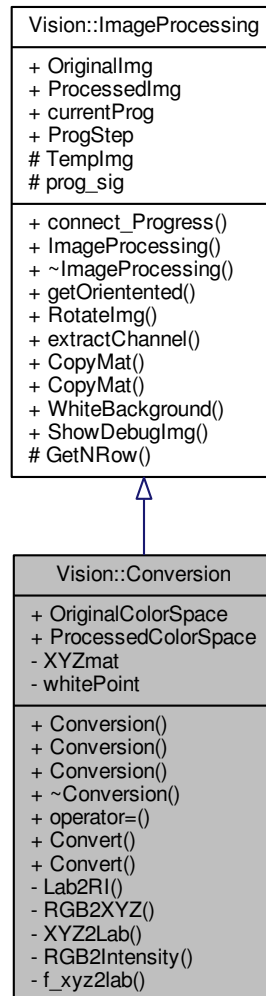 Vision::ImageProcessing
+ OriginalImg
+ ProcessedImg
+ currentProg
+ ProgStep
# TempImg
# prog_sig
+ connect_Progress()
+ ImageProcessing()
+ ~ImageProcessing()
+ getOrientented()
+ RotateImg()
+ extractChannel()
+ CopyMat()
+ CopyMat()
+ WhiteBackground()
+ ShowDebugImg()
# GetNRow()
Vision::Conversion
+ OriginalColorSpace
+ ProcessedColorSpace
- XYZmat
- whitePoint
+ Conversion()
+ Conversion()
+ Conversion()
+ ~Conversion()
+ operator=()
+ Convert()
+ Convert()
- Lab2RI()
- RGB2XYZ()
- XYZ2Lab()
- RGB2Intensity()
- f_xyz2lab()